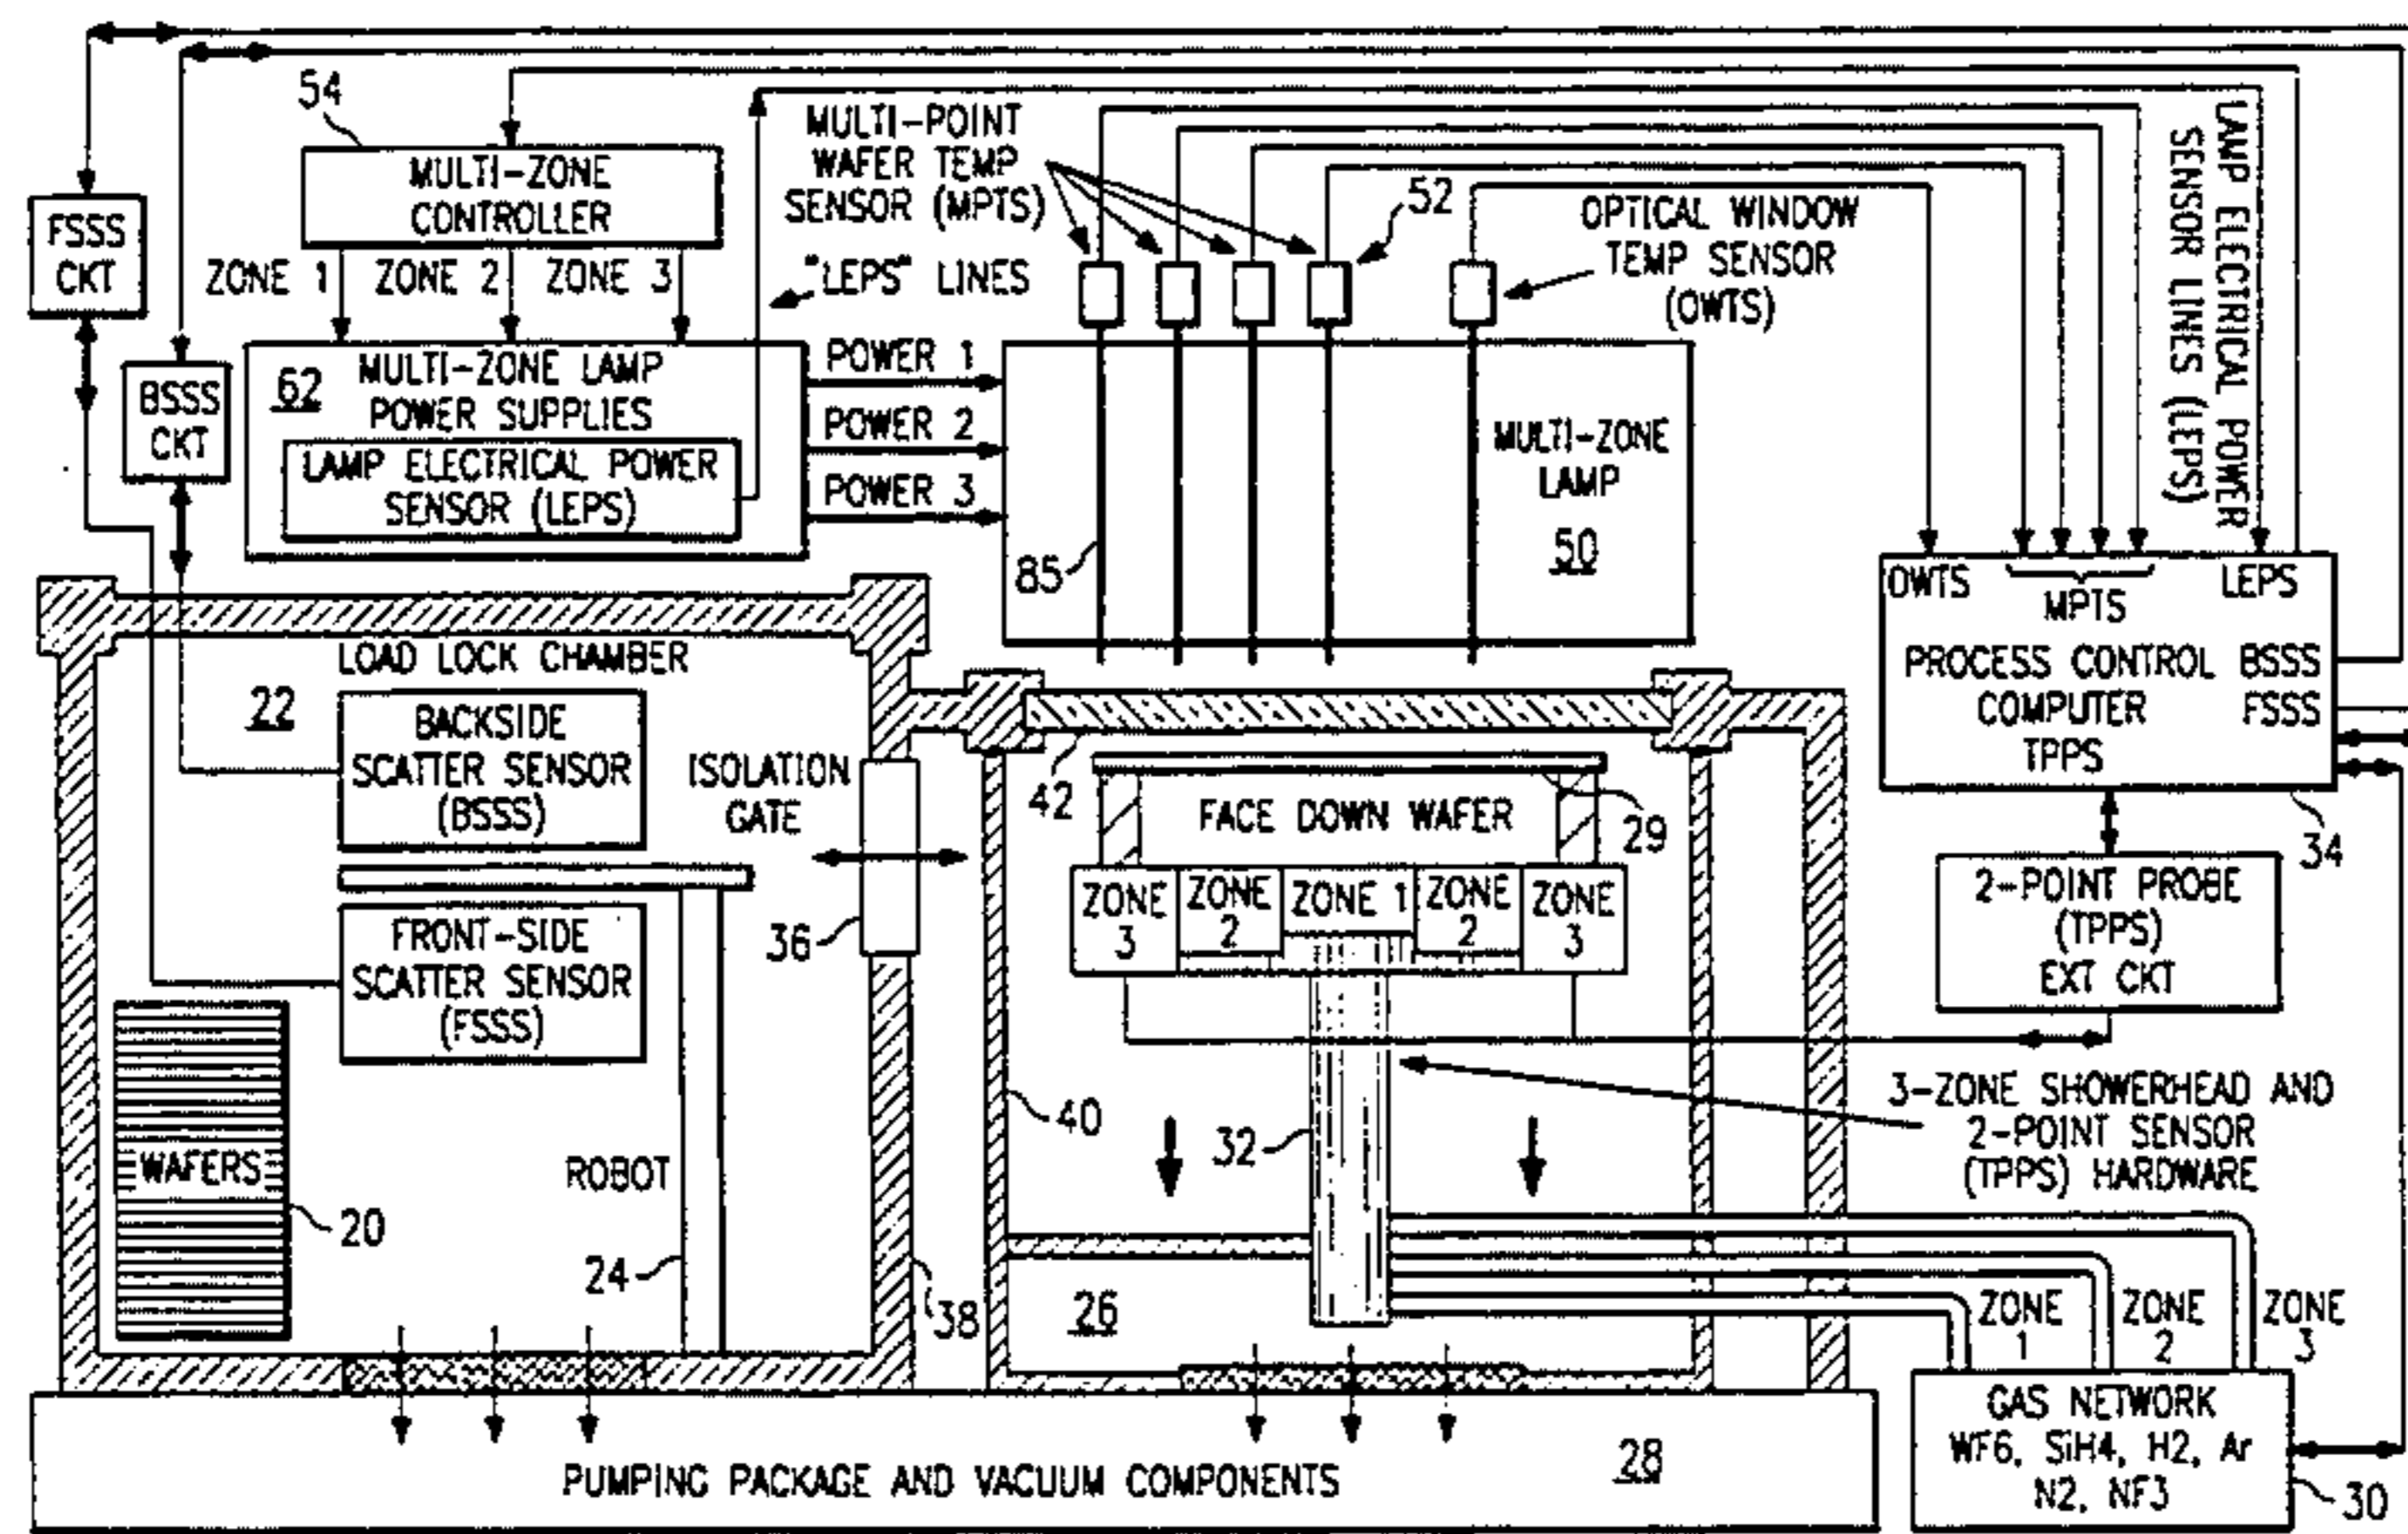 54
MULTI-ZONE
CONTROLLER
FSSS
CKT
ZONE 1
ZONE 2
ZONE 3
"LEPS" LINES
MULTI-POINT
WAFER TEMP
SENSOR (MPTS)
52
OPTICAL WINDOW
TEMP SENSOR
(OWTS)
LAMP ELECTRICAL POWER
SENSOR LINES (LEPS)
BSSS
CKT
62
MULTI-ZONE LAMP
POWER SUPPLIES
LAMP ELECTRICAL POWER
SENSOR (LEPS)
POWER 1
POWER 2
POWER 3
MULTI-ZONE
LAMP
50
85
OWTS
MPTS
LEPS
PROCESS CONTROL
COMPUTER
BSSS
FSSS
TPPS
34
LOAD LOCK CHAMBER
22
BACKSIDE
SCATTER SENSOR
(BSSS)
ISOLATION
GATE
36
FRONT-SIDE
SCATTER SENSOR
(FSSS)
WAFERS
20
ROBOT
24
38
42
FACE DOWN WAFER
29
ZONE
3
ZONE
2
ZONE 1
ZONE
2
ZONE
3
2-POINT PROBE
(TPPS)
EXT CKT
40
32
3-ZONE SHOWERHEAD AND
2-POINT SENSOR
(TPPS) HARDWARE
26
ZONE
1
ZONE
2
ZONE
3
GAS NETWORK
WF6, SiH4, H2, Ar
N2, NF3
30
PUMPING PACKAGE AND VACUUM COMPONENTS
28